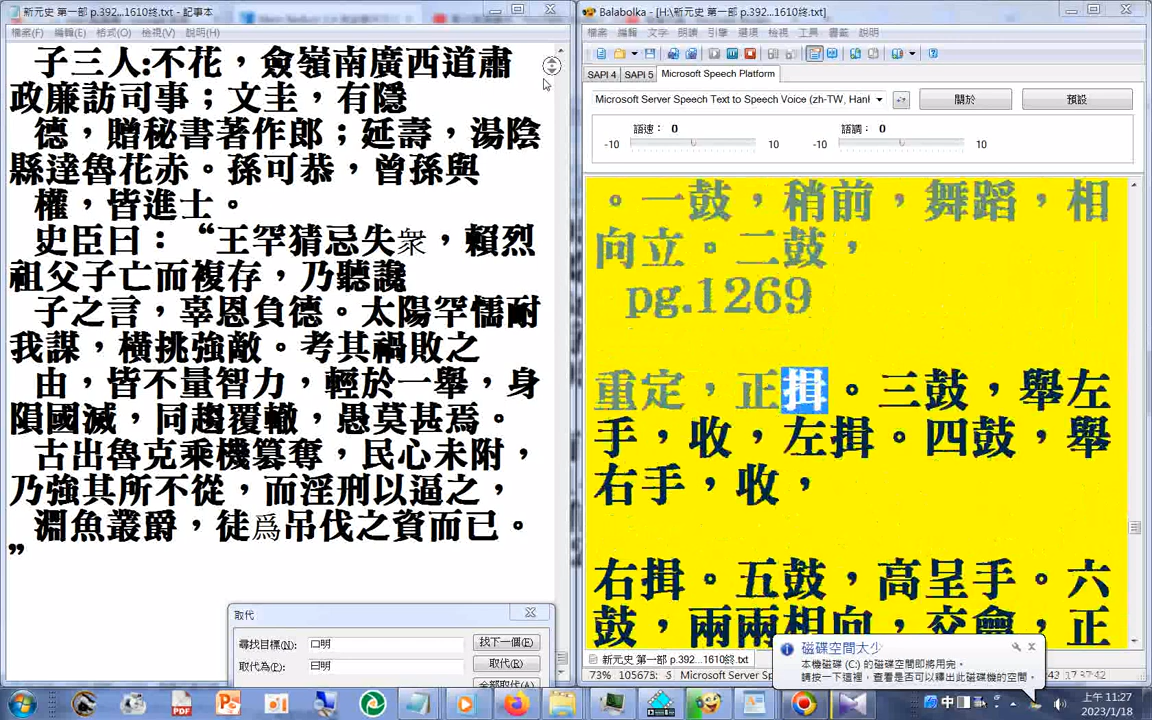 新元史 第一部 p.392...1610終.txt - 記事本
檔案(F) 編輯(E) 格式(O) 檢視(V) 說明(H)
子三人:不花，僉嶺南廣西道肅
政廉訪司事；文圭，有隱
德，贈秘書著作郎；延壽，湯陰
縣達魯花赤。孫可恭，曾孫與
權，皆進士。
史臣曰：“王罕猜忌失衆，賴烈
祖父子亡而複存，乃聽讒
子之言，辜恩負德。太陽罕懦耐
我謀，橫挑強敵。考其禍敗之
由，皆不量智力，輕於一舉，身
隕國滅，同趨覆轍，愚莫甚焉。
古出魯克乘機篡奪，民心未附，
乃強其所不從，而淫刑以逼之，
淵魚叢爵，徒爲吊伐之資而已。
”
取代
尋找目標(N): 口明 找下一個(F)
取代為(P): 曰明 取代(R)
全部取代(A)
Balabolka - [H:\新元史 第一部 p.392...1610終.txt]
檔案 編輯 文字 朗讀 引擎 選項 檢視 工具 書籤 說明
SAPI 4 SAPI 5 Microsoft Speech Platform
Microsoft Server Speech Text to Speech Voice (zh-TW, Hanl 關於 預設
語速： 0 語調： 0
-10 10 -10 10
。一鼓，稍前，舞蹈，相
向立。二鼓，
pg.1269
重定，正揖。三鼓，舉左
手，收，左揖。四鼓，舉
右手，收，
右揖。五鼓，高呈手。六
鼓，兩兩相向，交會，正
磁碟空間太少
本機磁碟 (C:) 的磁碟空間即將用完。
請按一下這裡，查看是否可以釋出此磁碟機的空間。
新元史 第一部 p.392...1610終.txt
73% Microsoft Server Sp
中
上午 11:27
2023/1/18